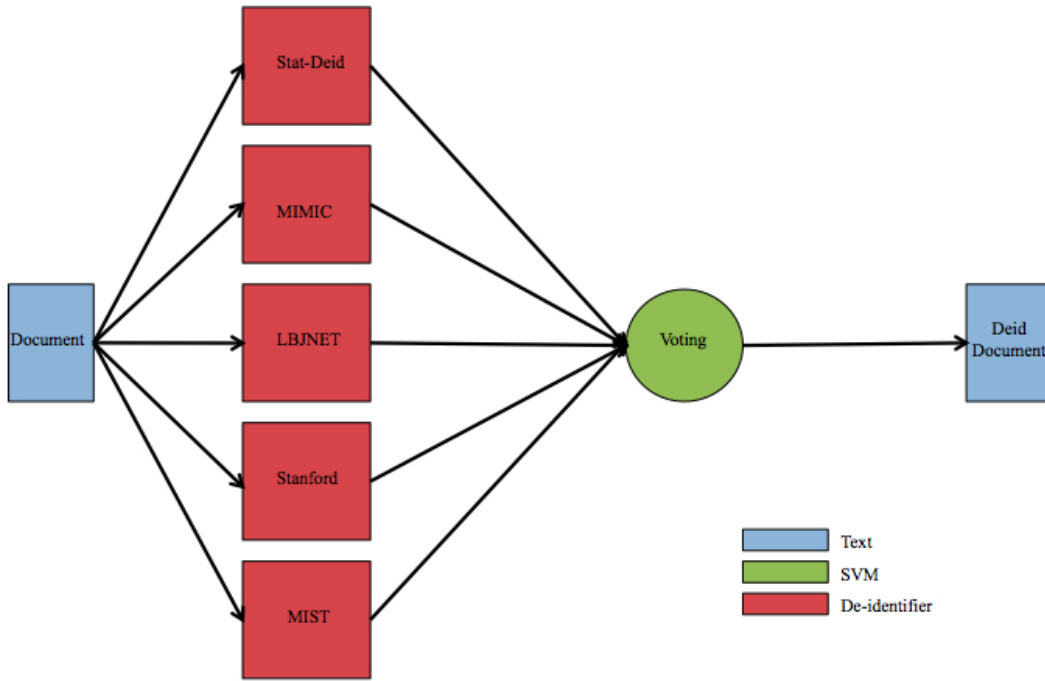 Stat-Deid
MIMIC
Document
LBJNET
Voting
Deid
Document
Stanford
MIST
Text
SVM
De-identifier